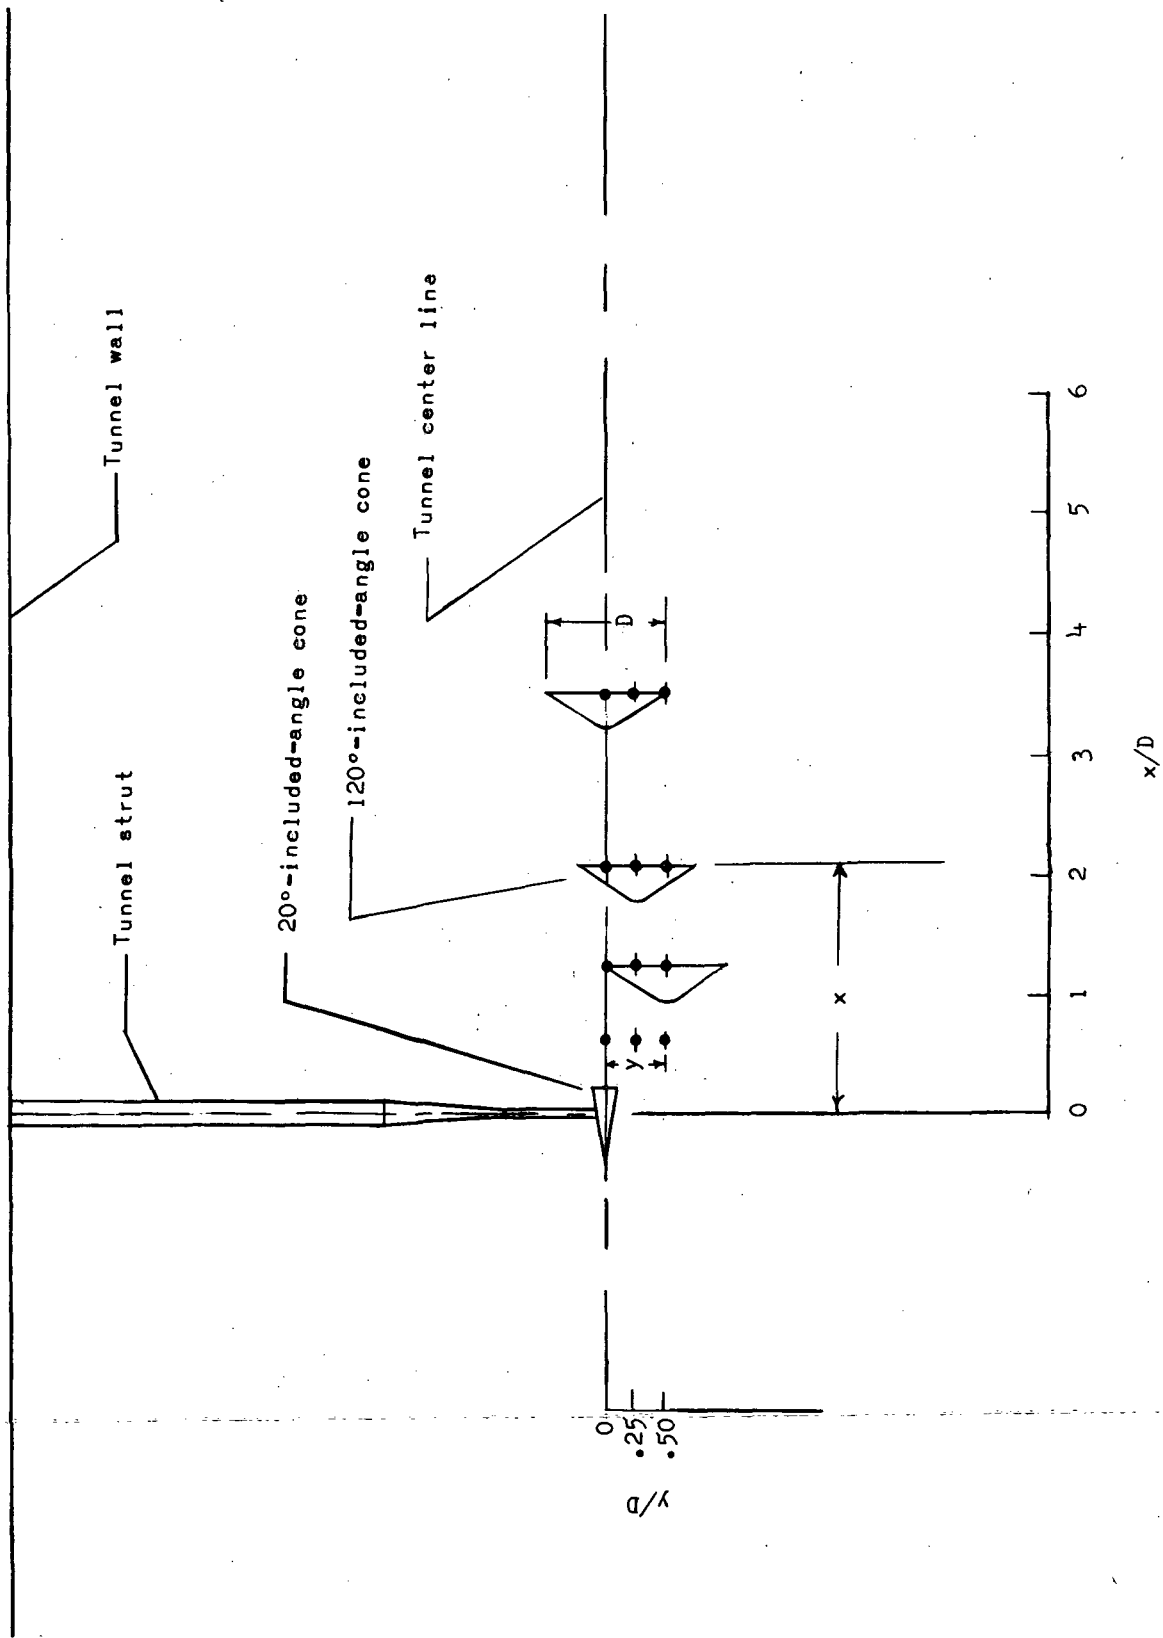 Tunnel wall
Tunnel strut
20°-included-angle cone
120°-included-angle cone
Tunnel center line
D
y
x
y/D
0
.25
.50
0
1
2
3
4
5
6
x/D